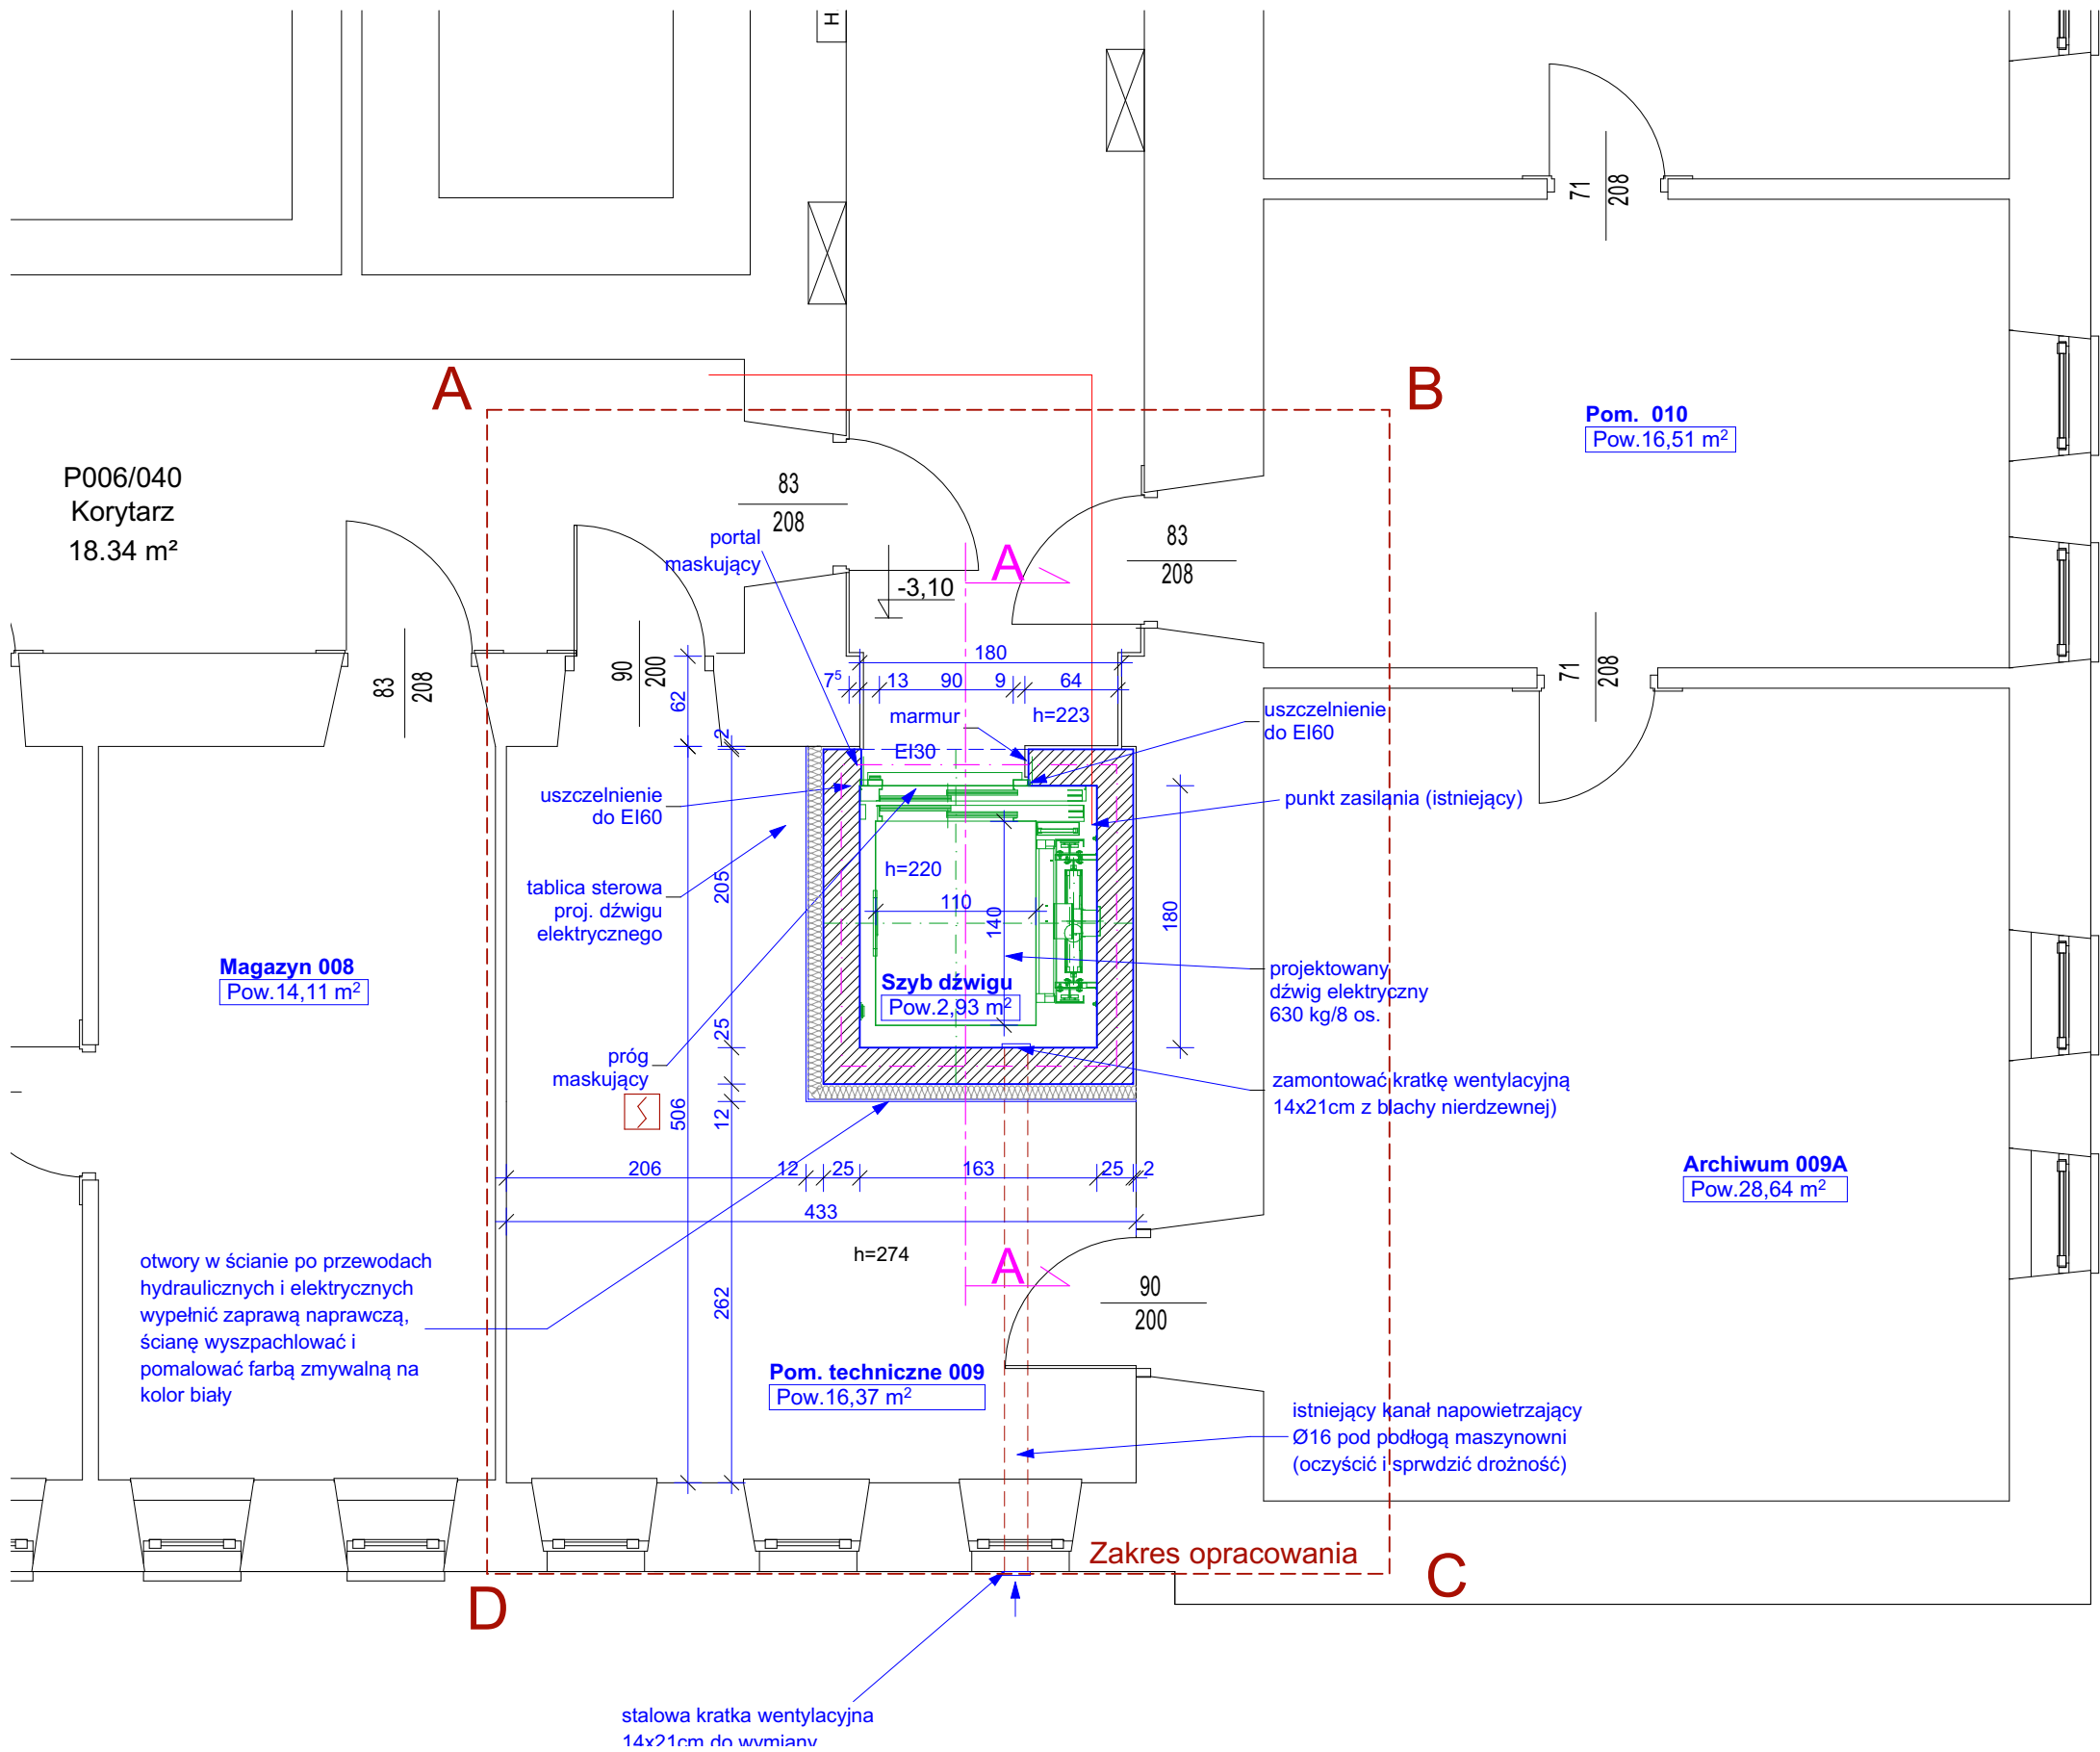 H
71
208
A
B
Pom.  010
Pow.16,51 m²
P006/040
Korytarz
18.34 m²
83
208
portal
maskujący
83
208
A
-3,10
83
208
90
200
71
208
180
7⁵
13
90
9
64
62
marmur
h=223
uszczelnienie
do EI60
2
EI30
uszczelnienie
do EI60
punkt zasilania (istniejący)
h=220
tablica sterowa
proj. dźwigu
elektrycznego
205
110
140
180
Magazyn 008
Pow.14,11 m²
Szyb dźwigu
Pow.2,93 m²
projektowany
dźwig elektryczny
630 kg/8 os.
25
próg
maskujący
506
12
zamontować kratkę wentylacyjną
14x21cm z blachy nierdzewnej)
206
12
25
163
25
2
Archiwum 009A
Pow.28,64 m²
433
h=274
A
otwory w ścianie po przewodach
hydraulicznych i elektrycznych
wypełnić zaprawą naprawczą,
ścianę wyszpachlować i
pomalować farbą zmywalną na
kolor biały
262
90
200
Pom. techniczne 009
Pow.16,37 m²
istniejący kanał napowietrzający
Ø16 pod podłogą maszynowni
(oczyścić i sprwdzić drożność)
Zakres opracowania
C
D
stalowa kratka wentylacyjna
14x21cm do wymiany